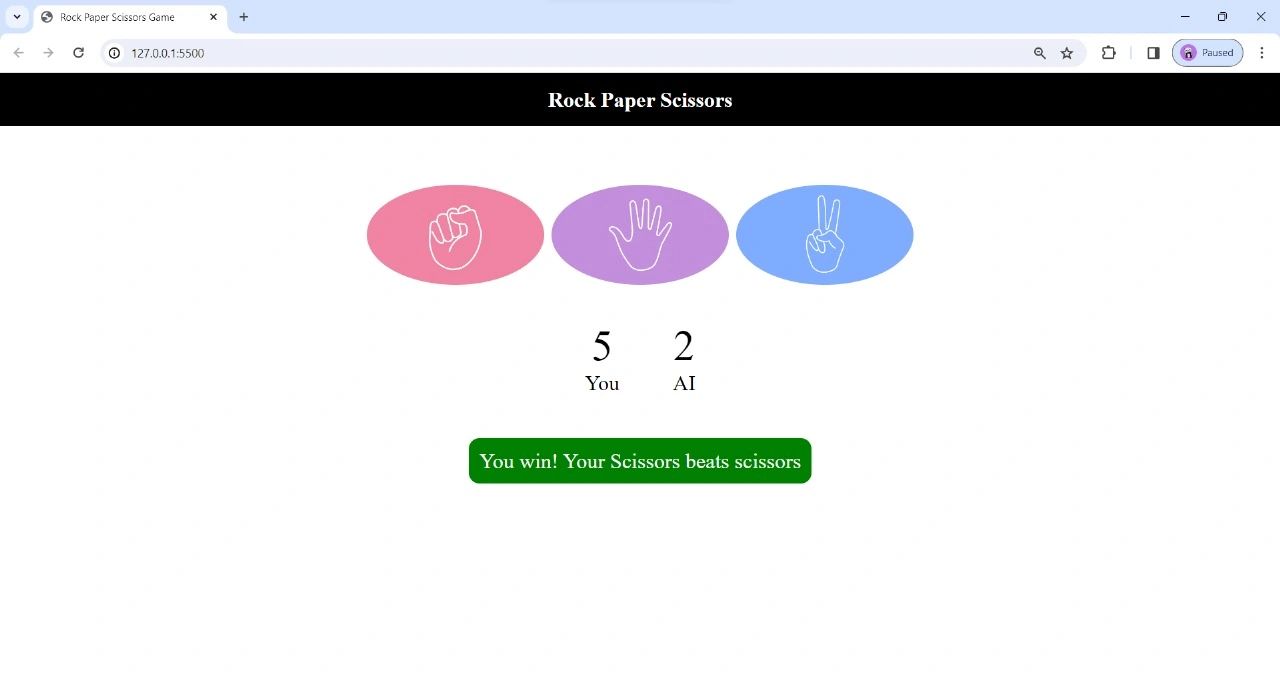 Rock Paper Scissors Game
127.0.0.1:5500
Paused
Rock Paper Scissors
5 2
You AI
You win! Your Scissors beats scissors